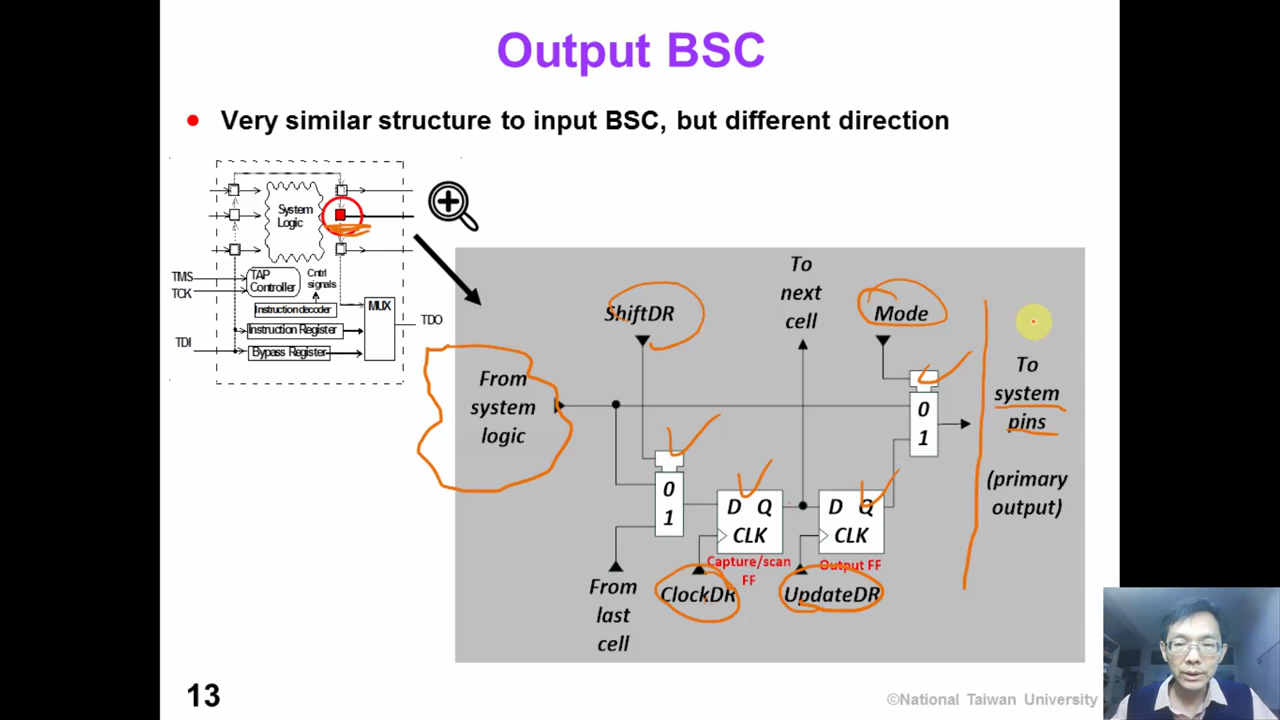 Output BSC
Very similar structure to input BSC, but different direction
System
Logic
TMS
TCK
TAP
Controller
Cntrl
signals
Instruction decoder
MUX
TDO
Instruction Register
TDI
Bypass Register
To
next
cell
ShiftDR
Mode
From
system
logic
0
1
To
system
pins
(primary
output)
0
1
D Q
CLK
D Q
CLK
Capture/scan
FF
Output FF
From
last
cell
ClockDR
UpdateDR
13
©National Taiwan University